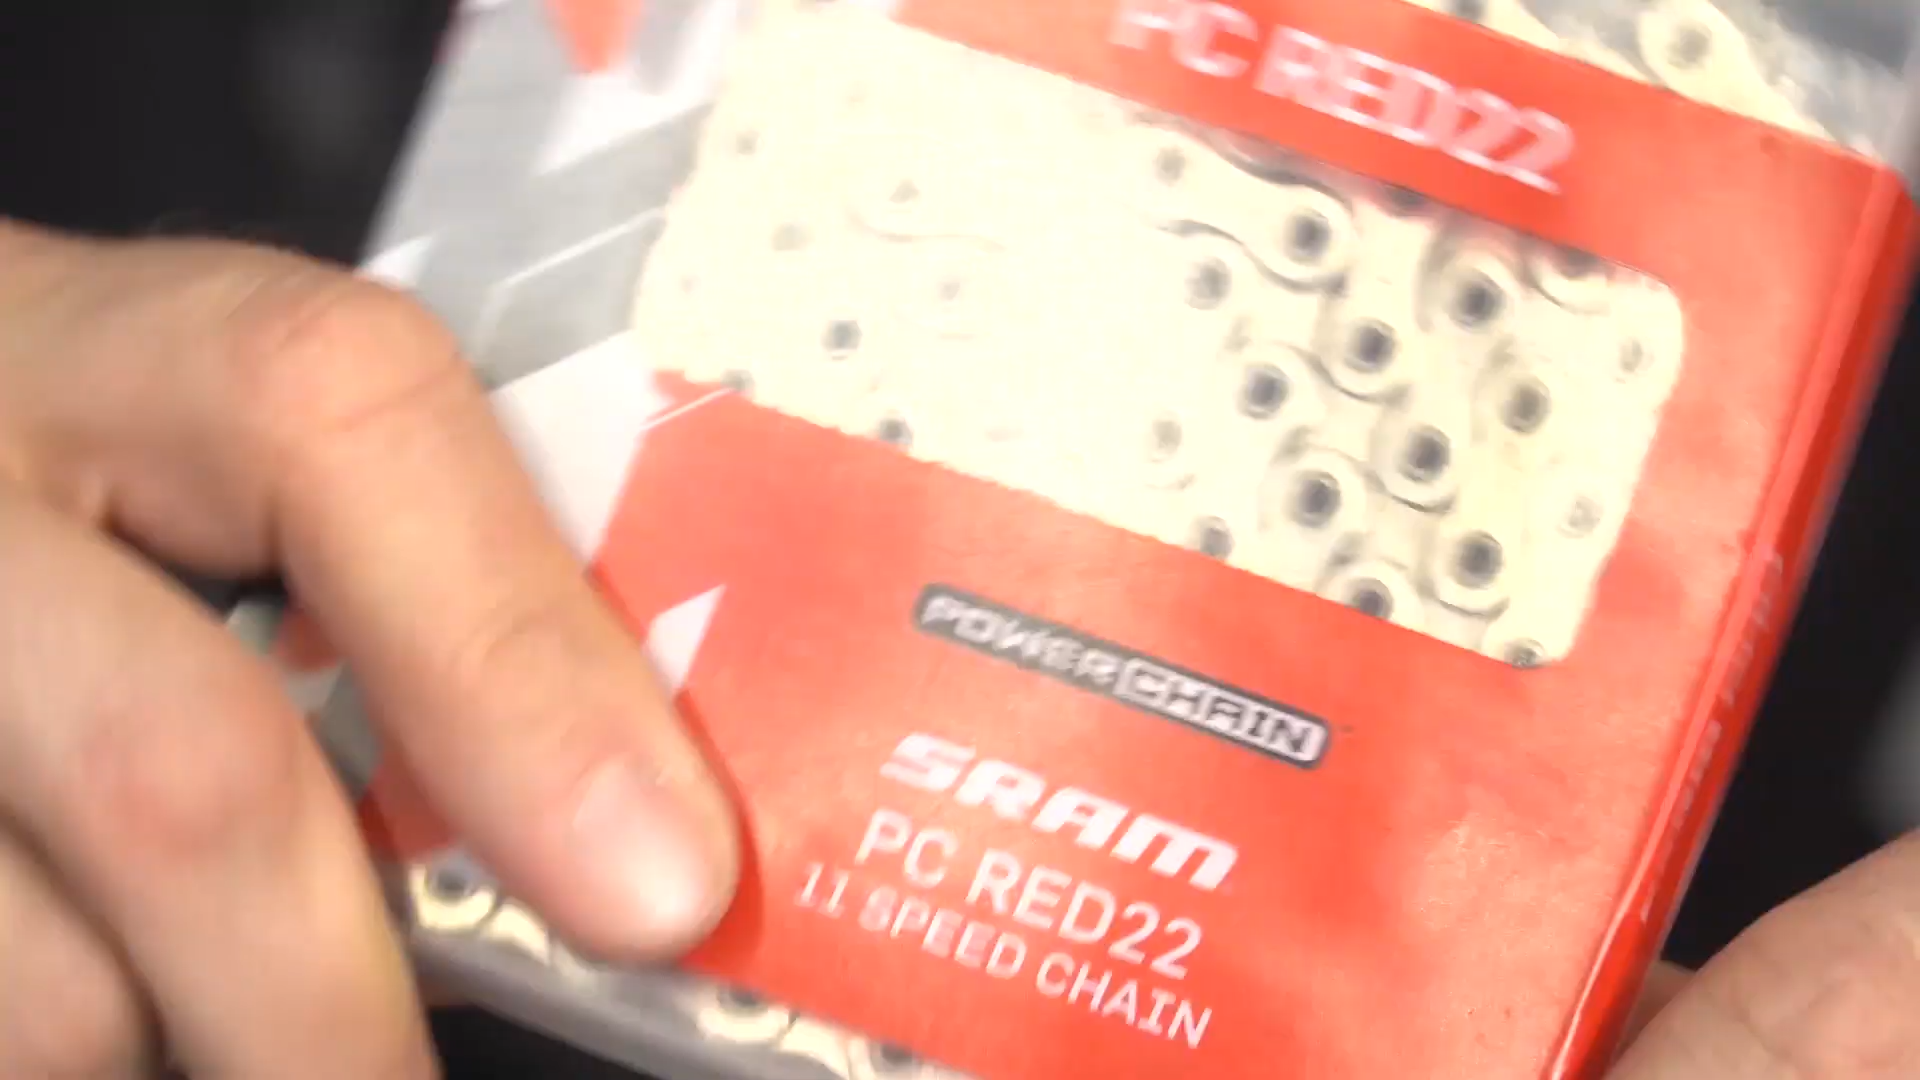 PC RED22
POWERCHAIN
SRAM
PC RED22
11 SPEED CHAIN